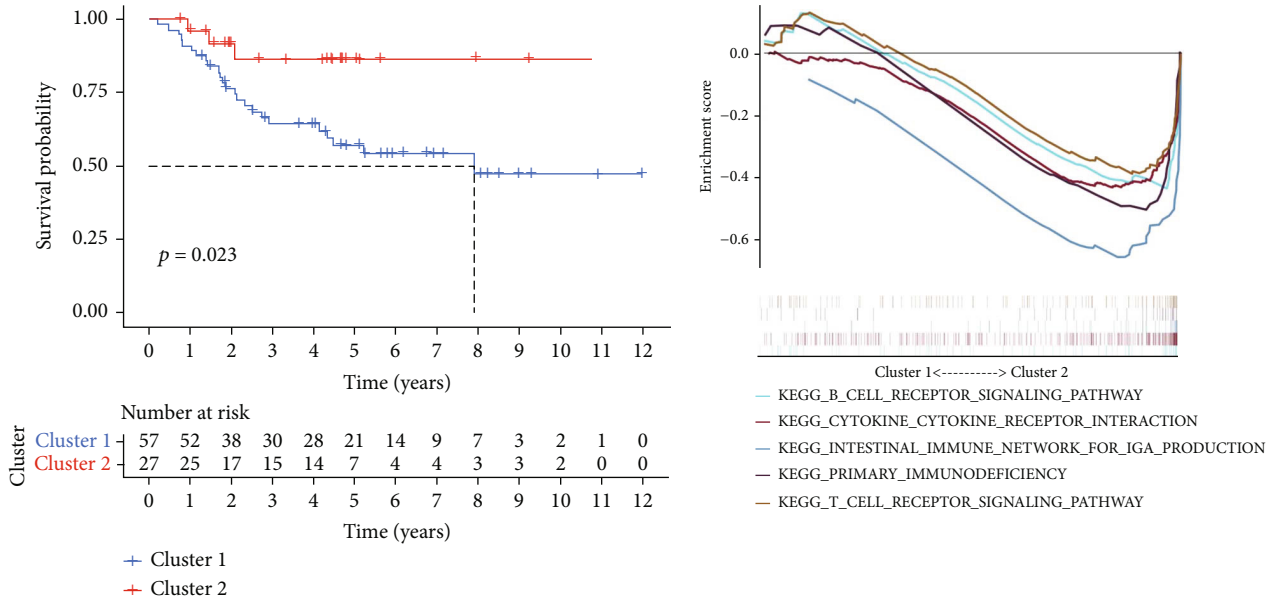 1.00
0.75
0.50
0.25
0.00
Survival probability
p = 0.023
0 1 2 3 4 5 6 7 8 9 10 11 12
Time (years)
Number at risk
Cluster
Cluster 1 57 52 38 30 28 21 14 9 7 3 2 1 0
Cluster 2 27 25 17 15 14 7 4 4 3 3 2 0 0
0 1 2 3 4 5 6 7 8 9 10 11 12
Time (years)
Cluster 1
Cluster 2
0.0
−0.2
−0.4
−0.6
Enrichment score
Cluster 1<----------> Cluster 2
KEGG_B_CELL_RECEPTOR_SIGNALING_PATHWAY
KEGG_CYTOKINE_CYTOKINE_RECEPTOR_INTERACTION
KEGG_INTESTINAL_IMMUNE_NETWORK_FOR_IGA_PRODUCTION
KEGG_PRIMARY_IMMUNODEFICIENCY
KEGG_T_CELL_RECEPTOR_SIGNALING_PATHWAY